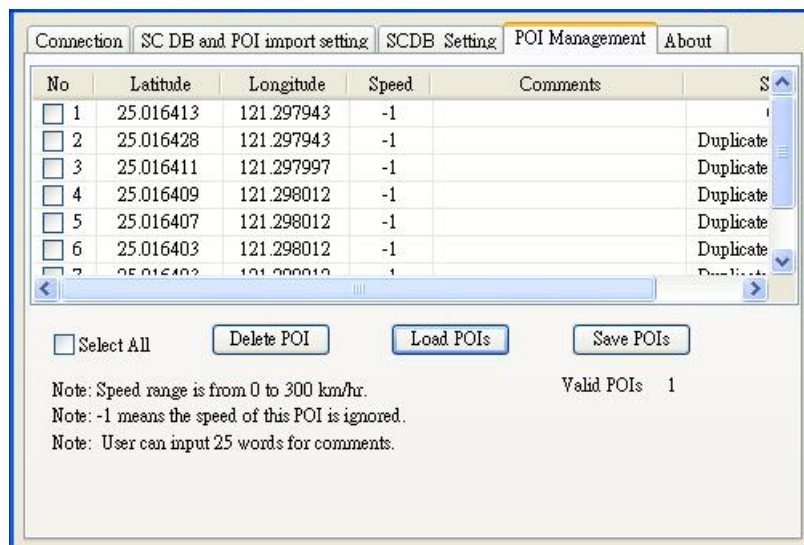 Connection SC DB and POI import setting SCDB Setting POI Management About
No Latitude Longitude Speed Comments S
1 25.016413 121.297943 -1
2 25.016428 121.297943 -1 Duplicate
3 25.016411 121.297997 -1 Duplicate
4 25.016409 121.298012 -1 Duplicate
5 25.016407 121.298012 -1 Duplicate
6 25.016403 121.298012 -1 Duplicate
Select All Delete POI Load POIs Save POIs
Note: Speed range is from 0 to 300 km/hr. Valid POIs 1
Note: -1 means the speed of this POI is ignored.
Note: User can input 25 words for comments.